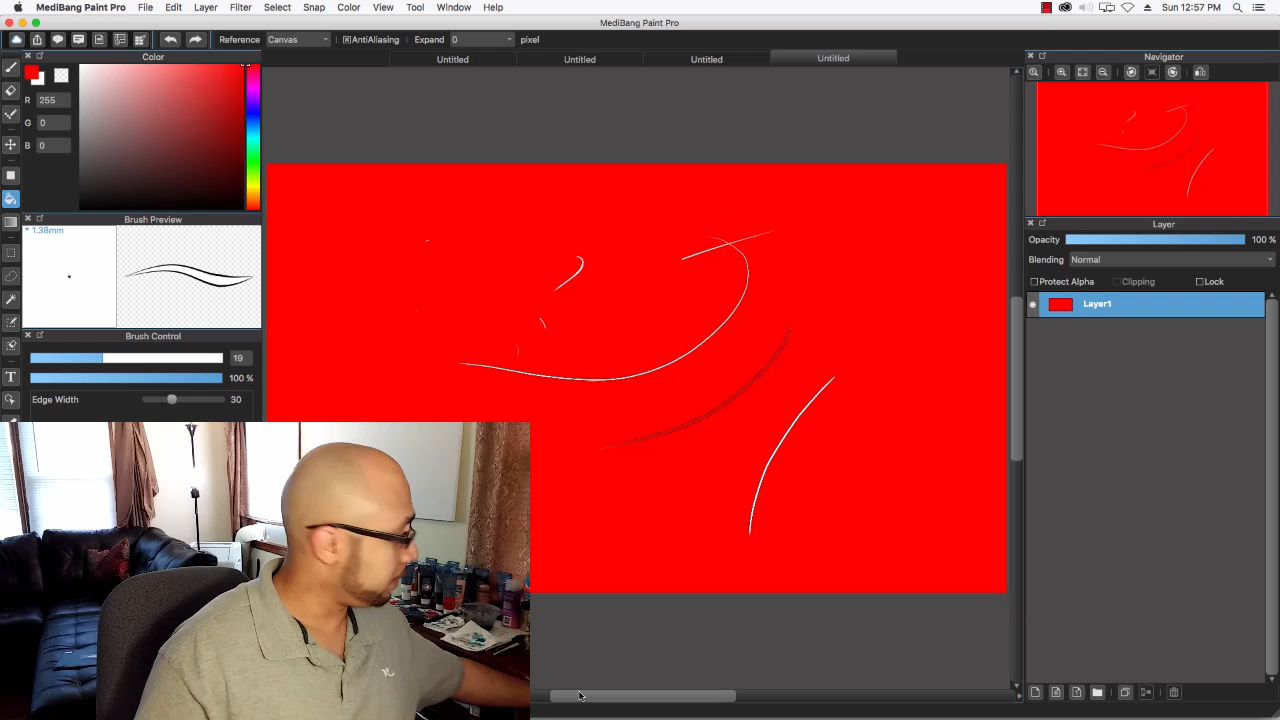 MediBang Paint Pro File Edit Layer Filter Select Snap Color View Tool Window Help Sun 12:57 PM
MediBang Paint Pro
Reference Canvas AntiAliasing Expand 0 pixel
Color
Untitled Untitled Untitled Untitled
Navigator
R 255
G 0
B 0
Brush Preview
* 1.38mm
Layer
Opacity 100 %
Blending Normal
Protect Alpha Clipping Lock
Layer1
Brush Control
19
100 %
Edge Width 30